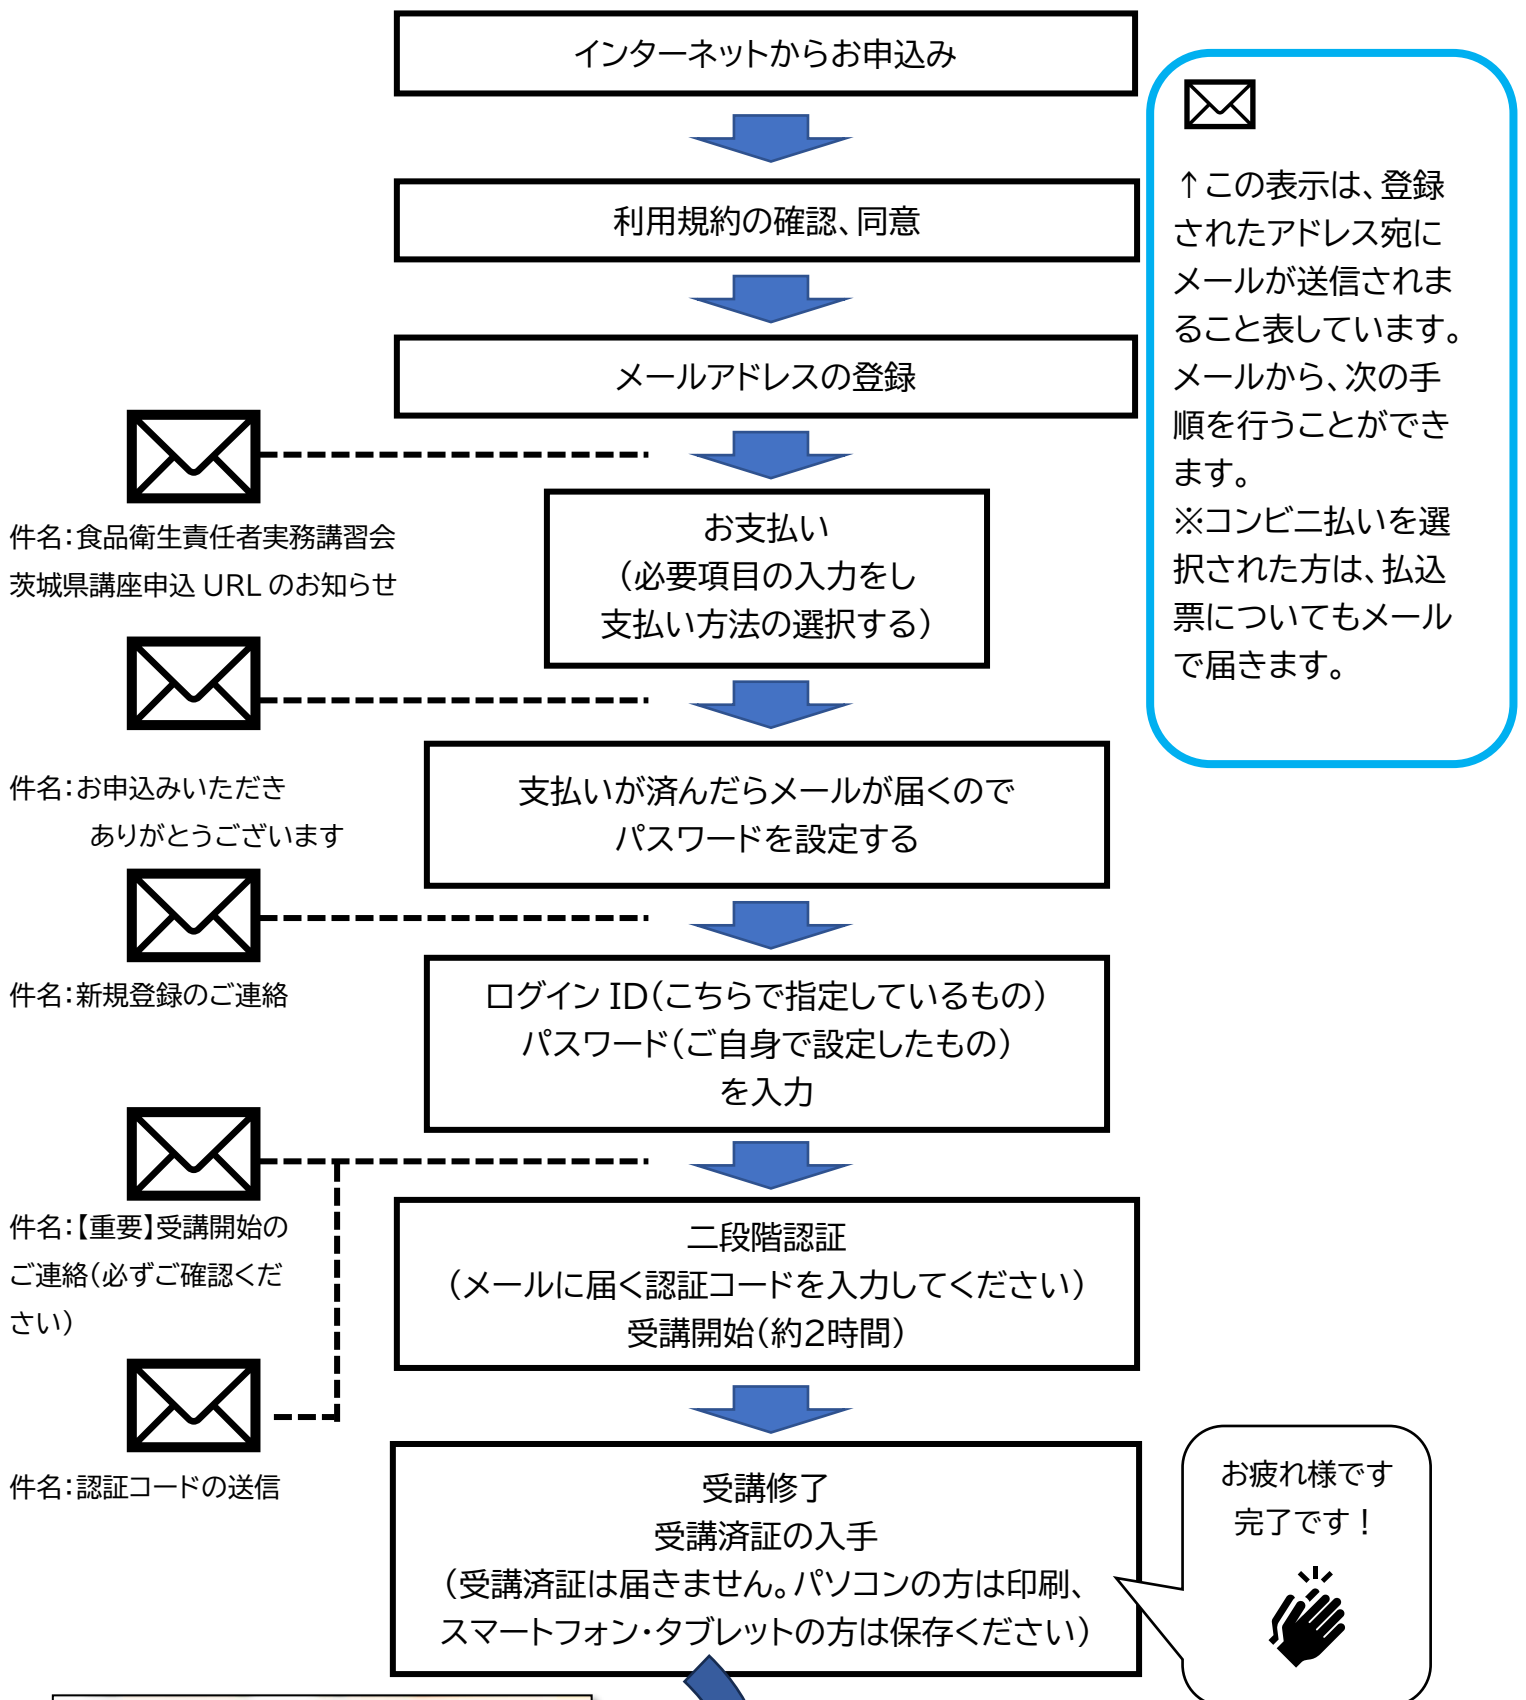 インターネットからお申込み
利用規約の確認、同意
メールアドレスの登録
↑この表示は、登録
されたアドレス宛に
メールが送信されま
ること表しています。
メールから、次の手
順を行うことができ
ます。
※コンビニ払いを選
択された方は、払込
票についてもメール
で届きます。
件名：食品衛生責任者実務講習会
茨城県講座申込 URL のお知らせ
お支払い
（必要項目の入力をし
支払い方法の選択する）
件名：お申込みいただき
ありがとうございます
支払いが済んだらメールが届くので
パスワードを設定する
件名：新規登録のご連絡
ログイン ID（こちらで指定しているもの）
パスワード（ご自身で設定したもの）
を入力
件名：【重要】受講開始の
ご連絡（必ずご確認くだ
さい）
二段階認証
（メールに届く認証コードを入力してください）
受講開始（約2時間）
件名：認証コードの送信
受講修了
受講済証の入手
（受講済証は届きません。パソコンの方は印刷、
スマートフォン・タブレットの方は保存ください）
お疲れ様です
完了です！